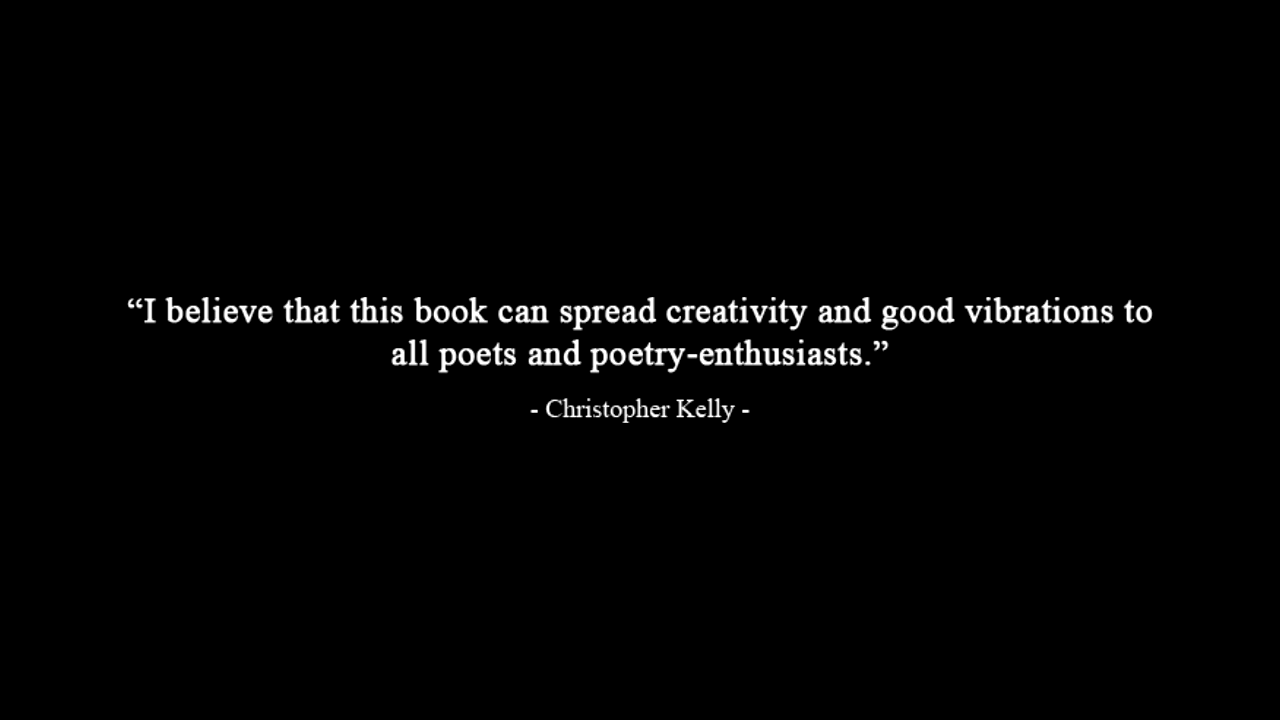 “I believe that this book can spread creativity and good vibrations to
all poets and poetry-enthusiasts.”
- Christopher Kelly -